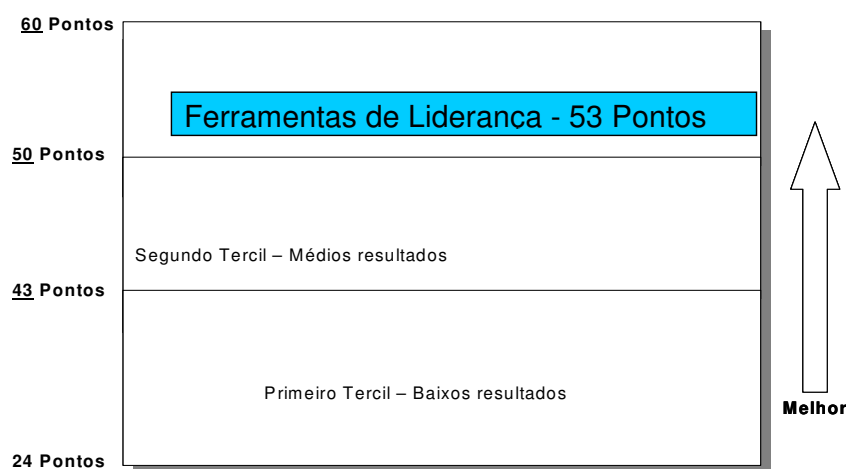 60 Pontos
Ferramentas de Liderança - 53 Pontos
50 Pontos
Segundo Tercil – Médios resultados
43 Pontos
Primeiro Tercil – Baixos resultados
Melhor
24 Pontos